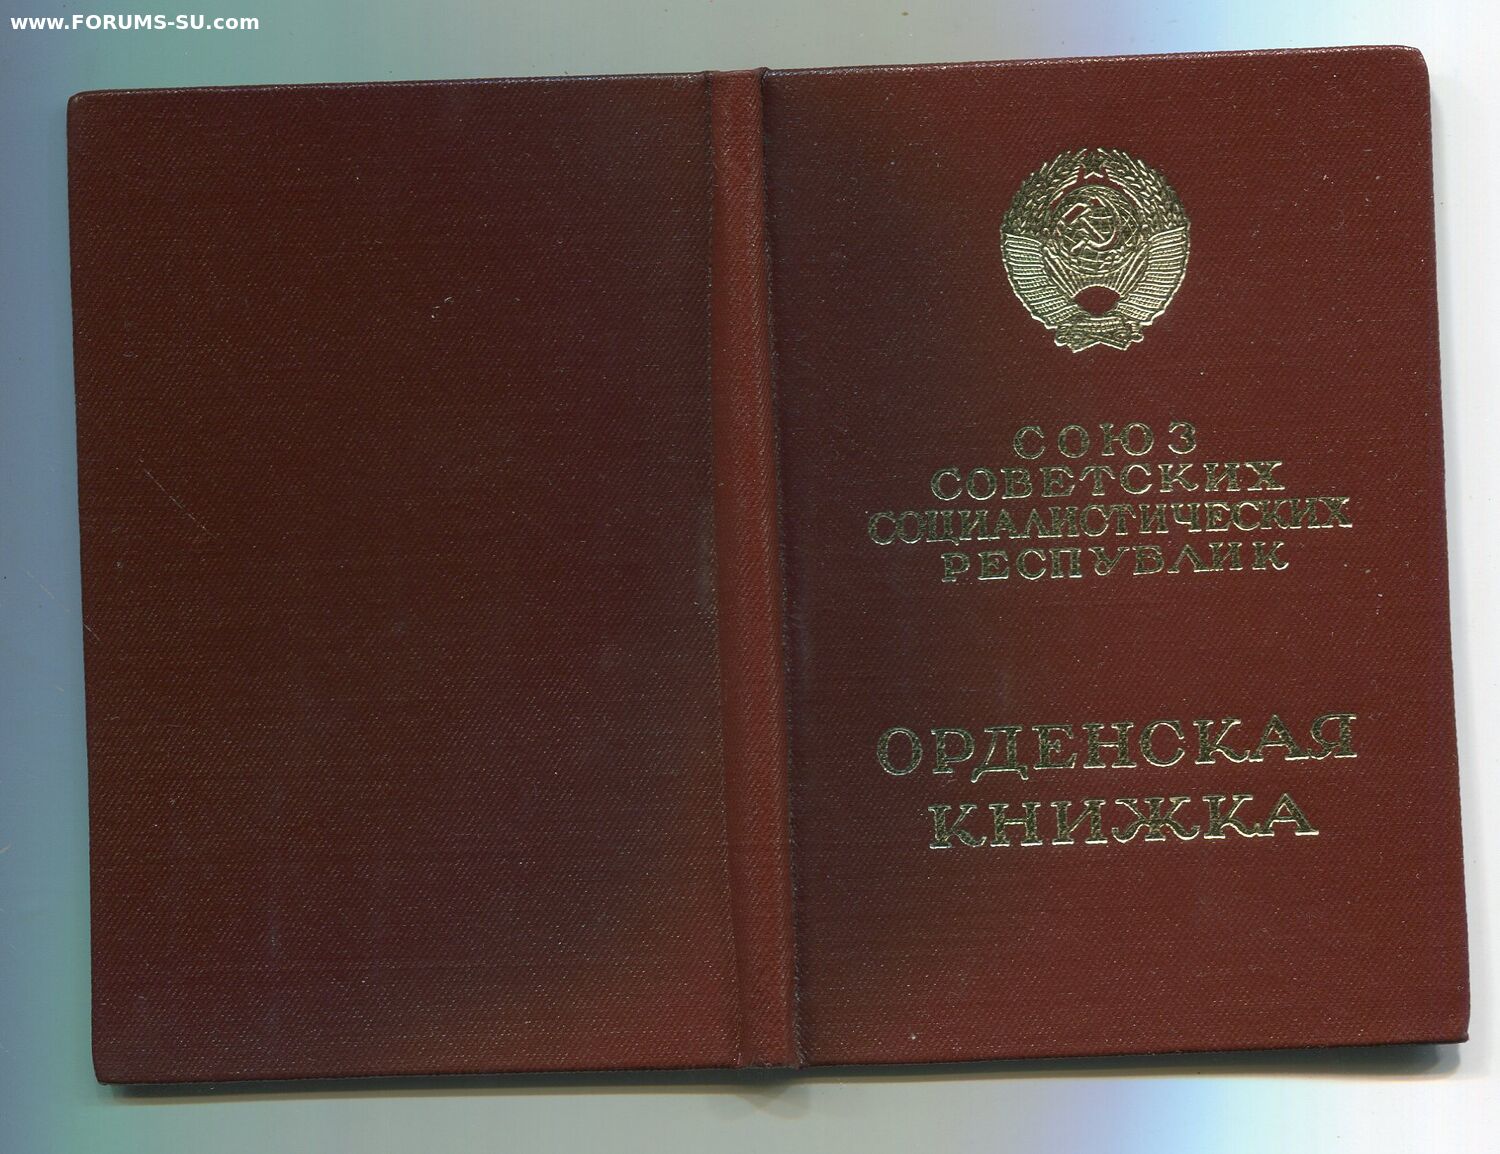 www.FORUMS-SU.com
СОЮЗ
СОВЕТСКИХ
СОЦИАЛИСТИЧЕСКИХ
РЕСПУБЛИК
ОРДЕНСКАЯ
КНИЖКА